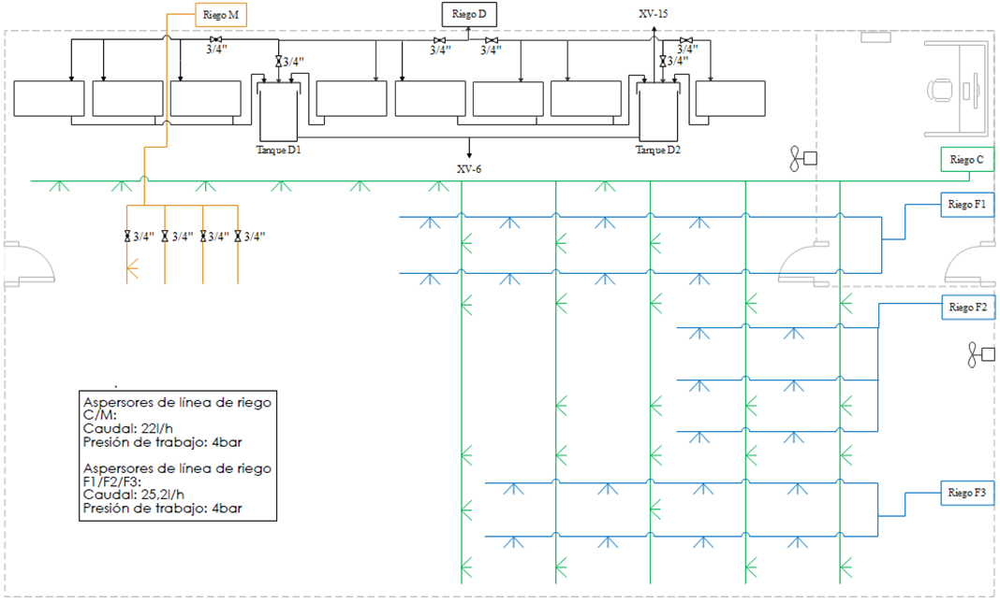 Riego M
Riego D
XV-15
3/4"
3/4"
3/4"
3/4"
3/4"
3/4"
Tanque D1
Tanque D2
XV-6
Riego C
Riego F1
3/4"
3/4"
3/4"
3/4"
Riego F2
Aspersores de línea de riego
C/M:
Caudal: 22l/h
Presión de trabajo: 4bar
Aspersores de línea de riego
F1/F2/F3:
Caudal: 25,2l/h
Presión de trabajo: 4bar
Riego F3